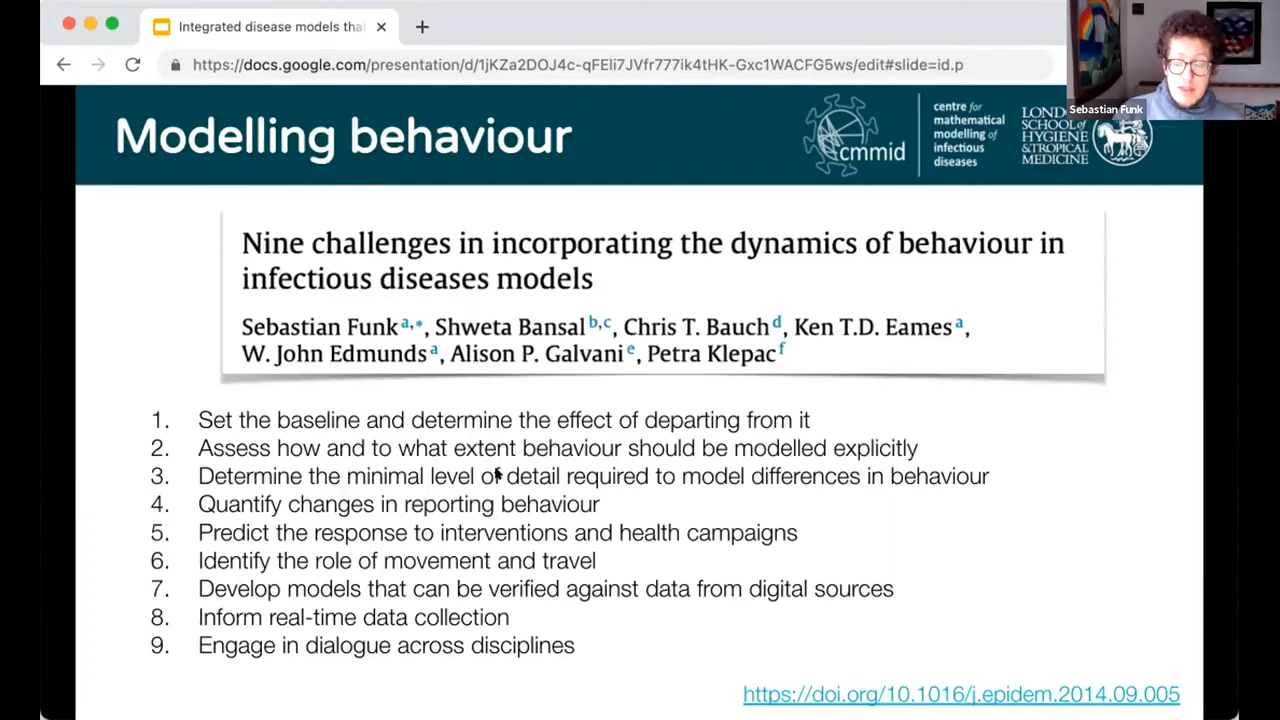 Integrated disease models tha
https://docs.google.com/presentation/d/1jKZa2DOJ4c-qFEli7JVfr777ik4tHK-Gxc1WACFG5ws/edit#slide=id.p
Sebastian Funk
Modelling behaviour
cmmid
centre for
mathematical
modelling of
infectious
diseases
LOND
SCHOOL of
HYGIENE
& TROPICAL
MEDICINE
Nine challenges in incorporating the dynamics of behaviour in
infectious diseases models
Sebastian Funk a,*, Shweta Bansal b,c, Chris T. Bauch d, Ken T.D. Eames a,
W. John Edmunds a, Alison P. Galvani e, Petra Klepac f
1. Set the baseline and determine the effect of departing from it
2. Assess how and to what extent behaviour should be modelled explicitly
3. Determine the minimal level of detail required to model differences in behaviour
4. Quantify changes in reporting behaviour
5. Predict the response to interventions and health campaigns
6. Identify the role of movement and travel
7. Develop models that can be verified against data from digital sources
8. Inform real-time data collection
9. Engage in dialogue across disciplines
https://doi.org/10.1016/j.epidem.2014.09.005